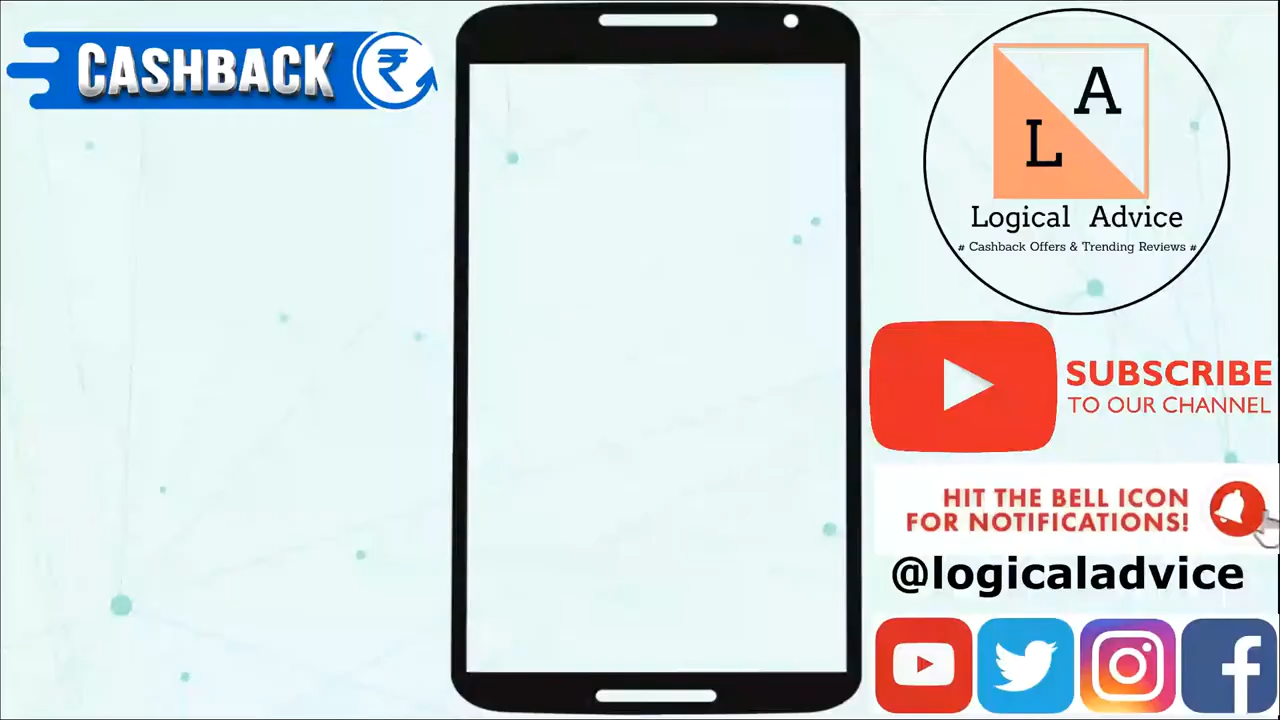 CASHBACK ₹
A
L
Logical Advice
# Cashback Offers & Trending Reviews #
SUBSCRIBE
TO OUR CHANNEL
HIT THE BELL ICON
FOR NOTIFICATIONS!
@logicaladvice